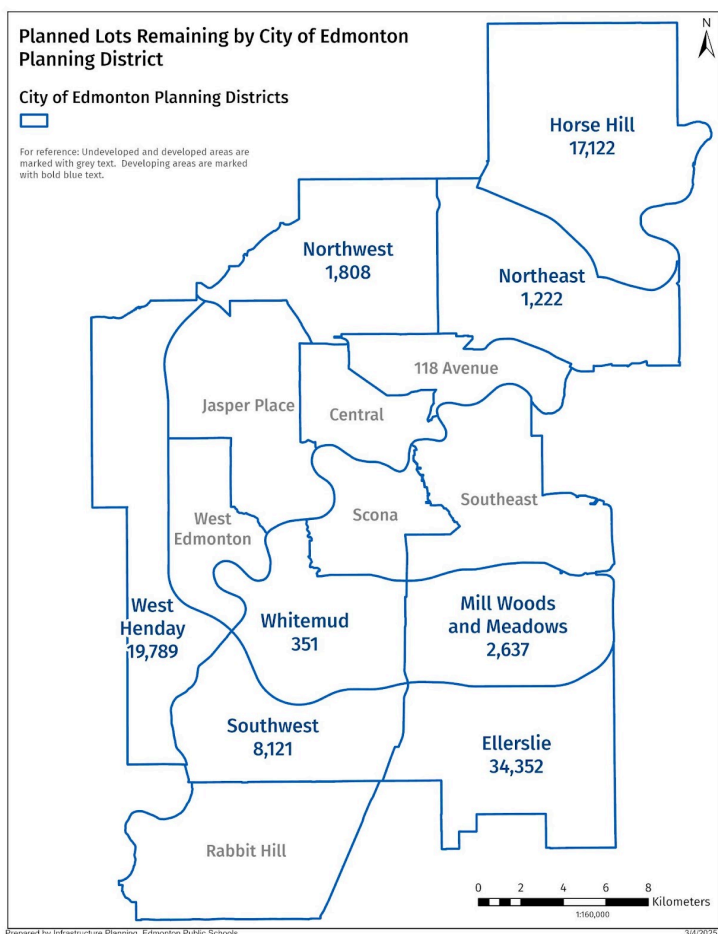 Planned Lots Remaining by City of Edmonton
Planning District
N
City of Edmonton Planning Districts
For reference: Undeveloped and developed areas are
marked with grey text. Developing areas are marked
with bold blue text.
Horse Hill
17,122
Northwest
1,808
Northeast
1,222
118 Avenue
Jasper Place
Central
Southeast
Scona
West
Edmonton
West
Henday
19,789
Whitemud
351
Mill Woods
and Meadows
2,637
Southwest
8,121
Ellerslie
34,352
Rabbit Hill
0 2 4 6 8
Kilometers
1:160,000
Prepared by Infrastructure Planning, Edmonton Public Schools
3/4/2025